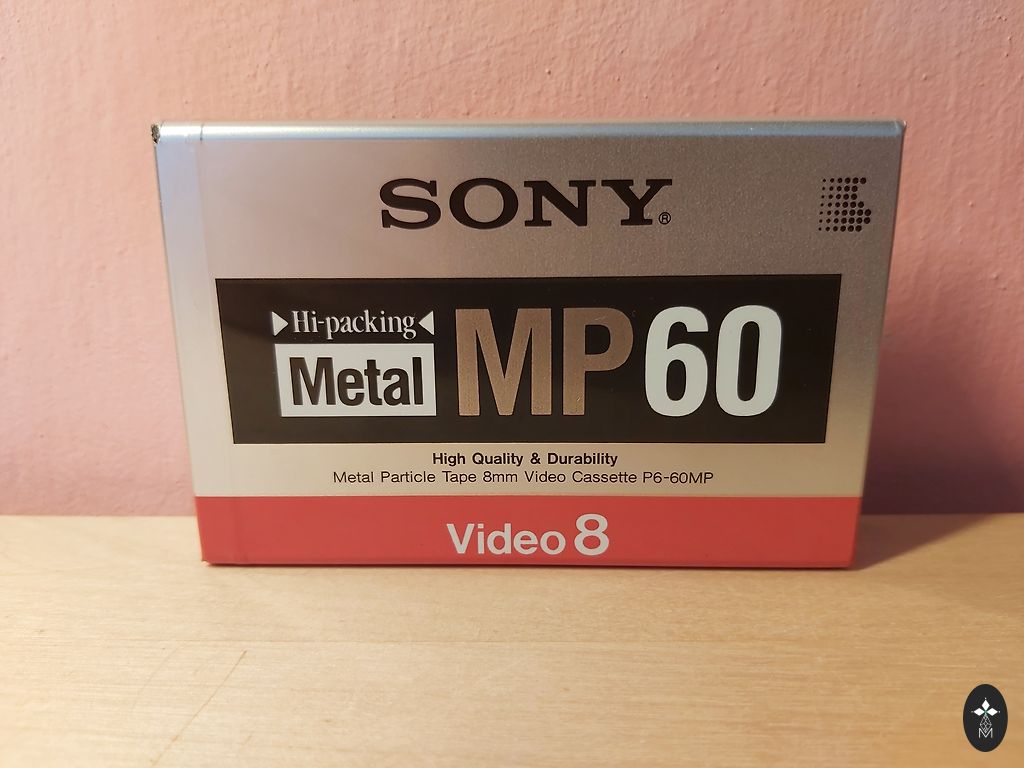 SONY®
Hi-packing
Metal MP60
High Quality & Durability
Metal Particle Tape 8mm Video Cassette P6-60MP
Video 8
M